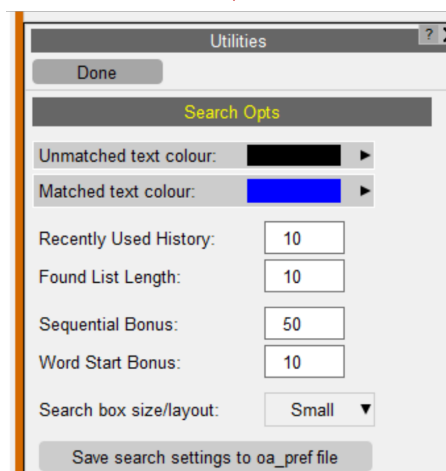 Utilities
?
Done
Search Opts
Unmatched text colour:
Matched text colour:
Recently Used History: 10
Found List Length: 10
Sequential Bonus: 50
Word Start Bonus: 10
Search box size/layout: Small
Save search settings to oa_pref file